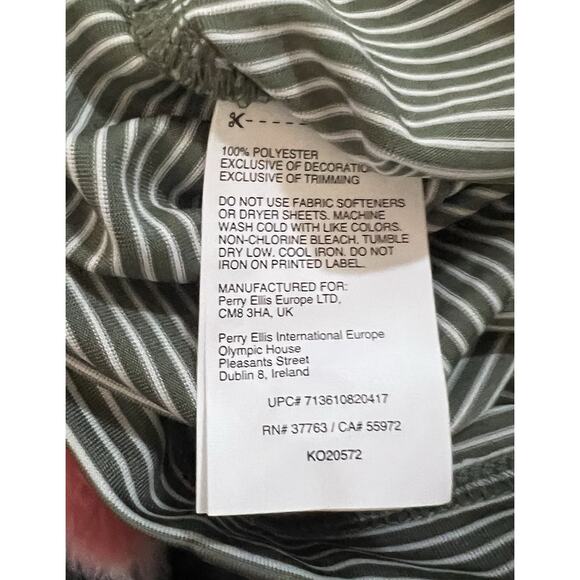 100% POLYESTER
EXCLUSIVE OF DECORATION
EXCLUSIVE OF TRIMMING
DO NOT USE FABRIC SOFTENERS
OR DRYER SHEETS. MACHINE
WASH COLD WITH LIKE COLORS.
NON-CHLORINE BLEACH. TUMBLE
DRY LOW. COOL IRON. DO NOT
IRON ON PRINTED LABEL.
MANUFACTURED FOR:
Perry Ellis Europe LTD,
CM8 3HA, UK
Perry Ellis International Europe
Olympic House
Pleasants Street
Dublin 8, Ireland
UPC# 713610820417
RN# 37763 / CA# 55972
KO20572